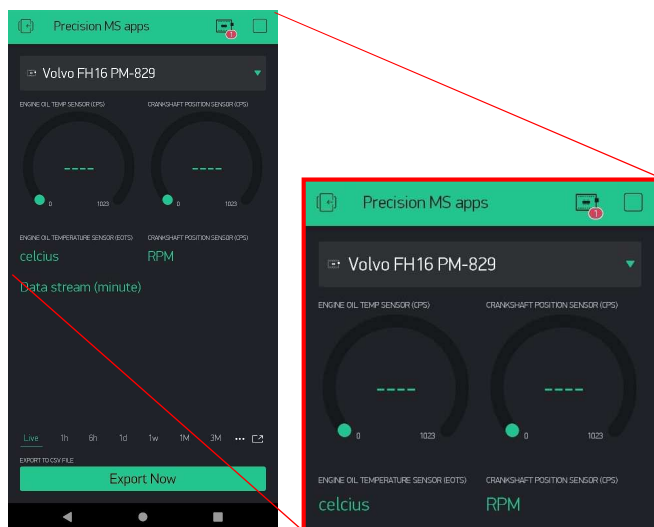 Precision MS apps
1
Volvo FH16 PM-829
ENGINE OIL TEMP SENSOR (CPS) CRANKSHAFT POSITION SENSOR (CPS)
---- ----
0 1023 0 1023
ENGINE OIL TEMPERATURE SENSOR (EOTS) CRANKSHAFT POSITION SENSOR (CPS)
celcius RPM
Data stream (minute)
Live 1h 6h 1d 1w 1M 3M
EXPORT TO CSV FILE
Export Now
Precision MS apps
1
Volvo FH16 PM-829
ENGINE OIL TEMP SENSOR (CPS) CRANKSHAFT POSITION SENSOR (CPS)
---- ----
0 1023 0 1023
ENGINE OIL TEMPERATURE SENSOR (EOTS) CRANKSHAFT POSITION SENSOR (CPS)
celcius RPM